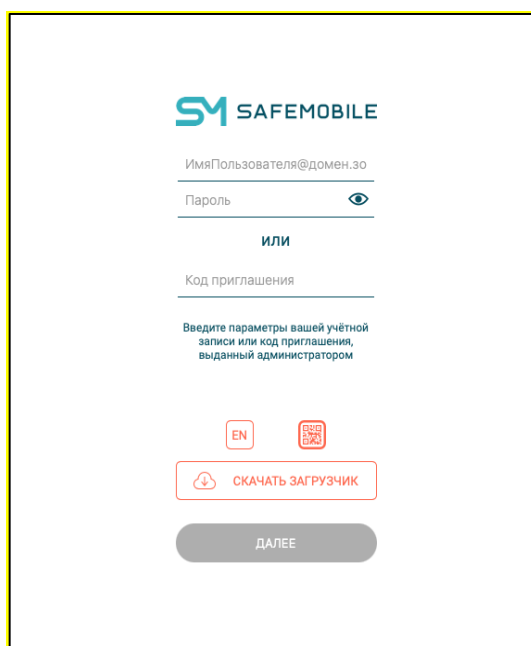 SM SAFEMOBILE
ИмяПользователя@домен.зо
Пароль
ИЛИ
Код приглашения
Введите параметры вашей учётной
записи или код приглашения,
выданный администратором
EN
СКАЧАТЬ ЗАГРУЗЧИК
ДАЛЕЕ